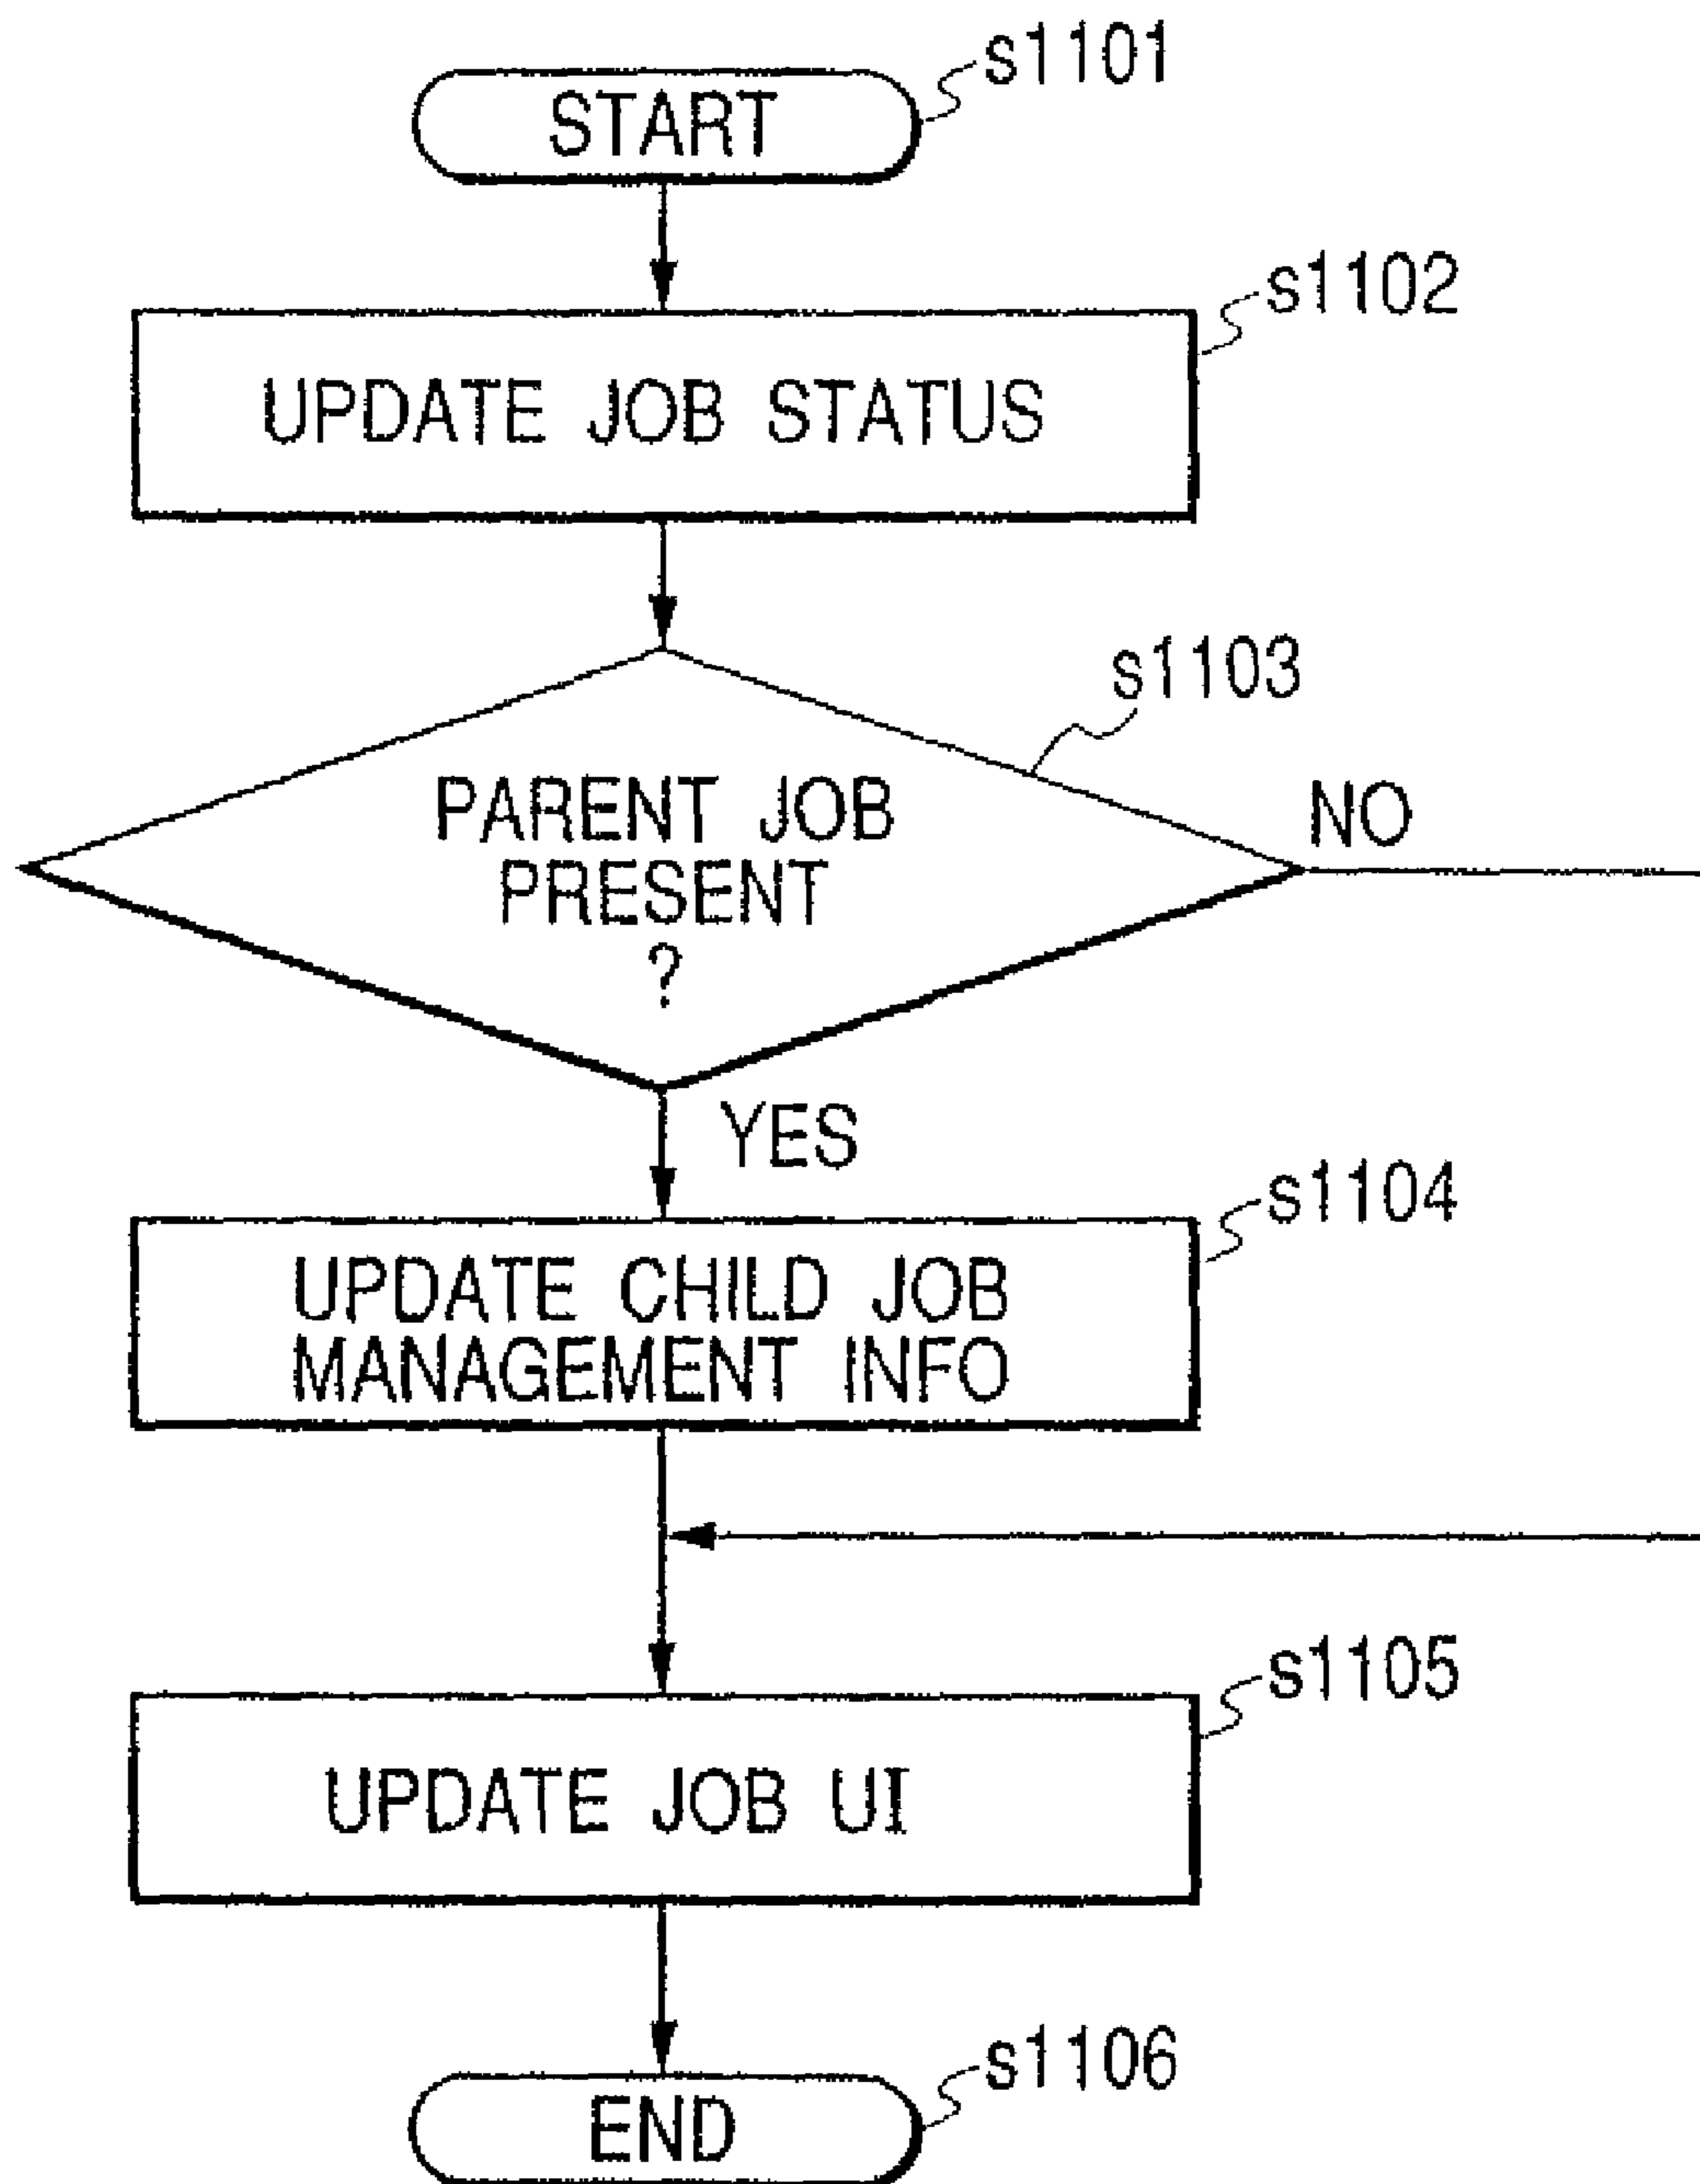 s1101
START
s1102
UPDATE JOB STATUS
s1103
PARENT JOB
PRESENT
?
NO
YES
s1104
UPDATE CHILD JOB
MANAGEMENT INFO
s1105
UPDATE JOB UI
s1106
END